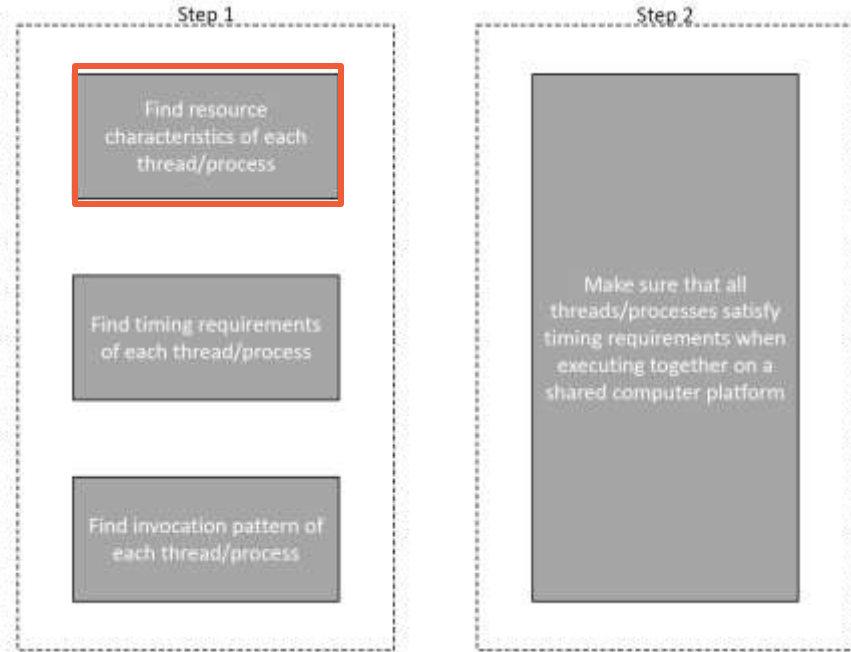 Step 1
Find resource
characteristics of each
thread/process
Find timing requirements
of each thread/process
Find invocation pattern of
each thread/process
Step 2
Make sure that all
threads/processes satisfy
timing requirements when
executing together on a
shared computer platform